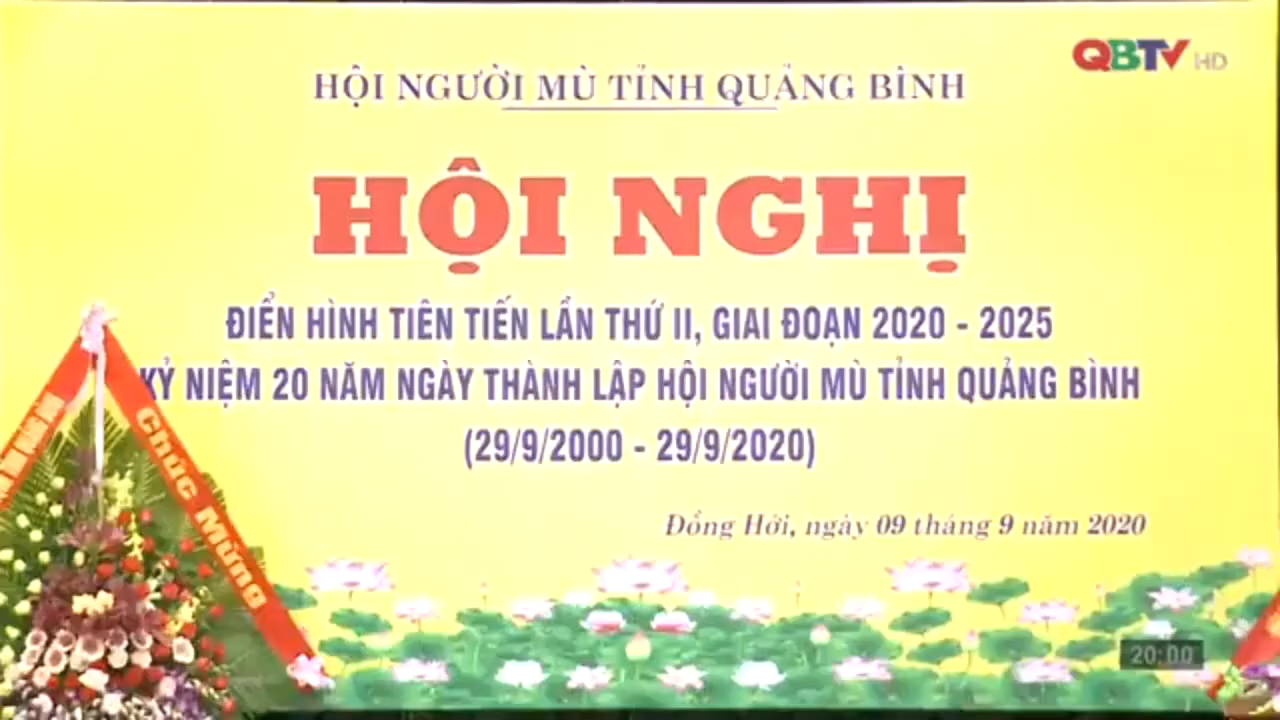 QBTV HD
HỘI NGƯỜI MÙ TỈNH QUẢNG BÌNH
HỘI NGHỊ
ĐIỂN HÌNH TIÊN TIẾN LẦN THỨ II, GIAI ĐOẠN 2020 - 2025
KỶ NIỆM 20 NĂM NGÀY THÀNH LẬP HỘI NGƯỜI MÙ TỈNH QUẢNG BÌNH
(29/9/2000 - 29/9/2020)
Đồng Hới, ngày 09 tháng 9 năm 2020
Chúc Mừng
20:00